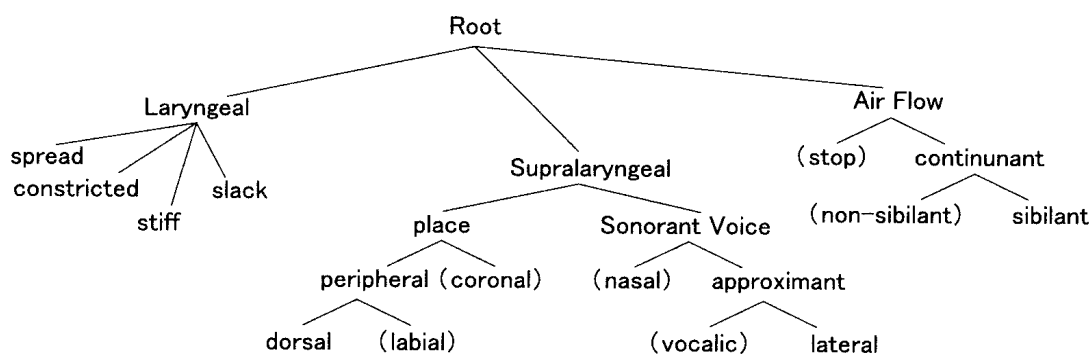 Root
Laryngeal
Air Flow
spread
constricted
stiff
slack
Supralaryngeal
(stop)
continunant
(non-sibilant)
sibilant
place
Sonorant Voice
peripheral (coronal)
(nasal)
approximant
dorsal
(labial)
(vocalic)
lateral